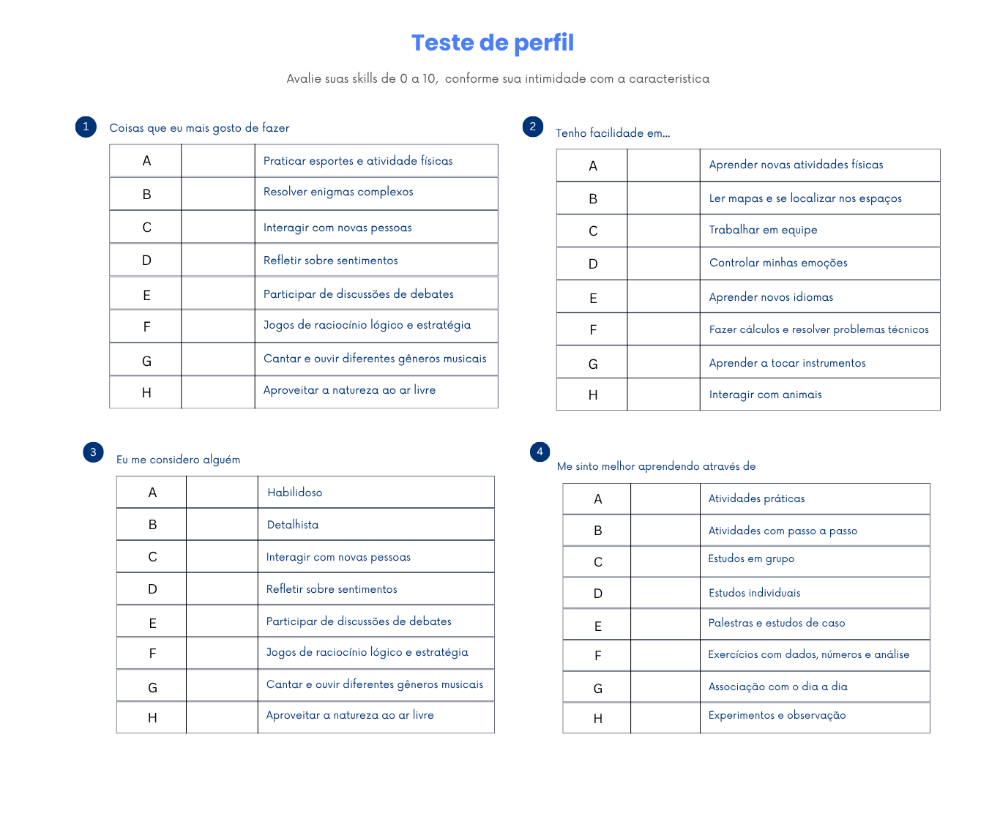 Teste de perfil
Avalie suas skills de 0 a 10, conforme sua intimidade com a caracteristica
1 Coisas que eu mais gosto de fazer
A Praticar esportes e atividade físicas
B Resolver enigmas complexos
C Interagir com novas pessoas
D Refletir sobre sentimentos
E Participar de discussões de debates
F Jogos de raciocínio lógico e estratégia
G Cantar e ouvir diferentes gêneros musicais
H Aproveitar a natureza ao ar livre
2 Tenho facilidade em...
A Aprender novas atividades físicas
B Ler mapas e se localizar nos espaços
C Trabalhar em equipe
D Controlar minhas emoções
E Aprender novos idiomas
F Fazer cálculos e resolver problemas técnicos
G Aprender a tocar instrumentos
H Interagir com animais
3 Eu me considero alguém
A Habilidoso
B Detalhista
C Interagir com novas pessoas
D Refletir sobre sentimentos
E Participar de discussões de debates
F Jogos de raciocínio lógico e estratégia
G Cantar e ouvir diferentes gêneros musicais
H Aproveitar a natureza ao ar livre
4 Me sinto melhor aprendendo através de
A Atividades práticas
B Atividades com passo a passo
C Estudos em grupo
D Estudos individuais
E Palestras e estudos de caso
F Exercícios com dados, números e análise
G Associação com o dia a dia
H Experimentos e observação